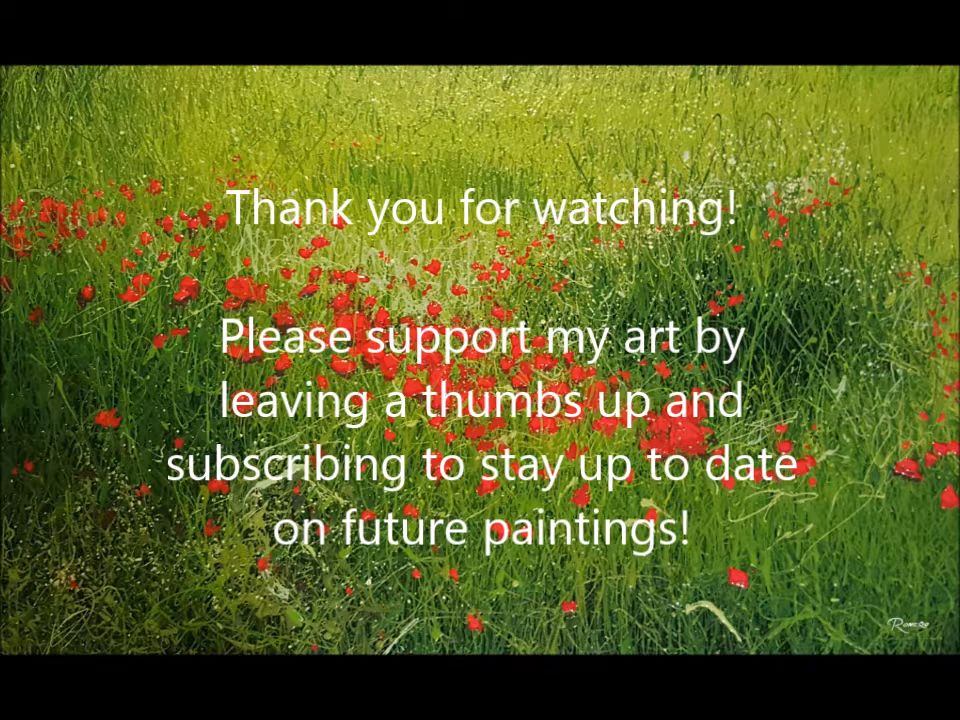 Thank you for watching!
Please support my art by
leaving a thumbs up and
subscribing to stay up to date
on future paintings!